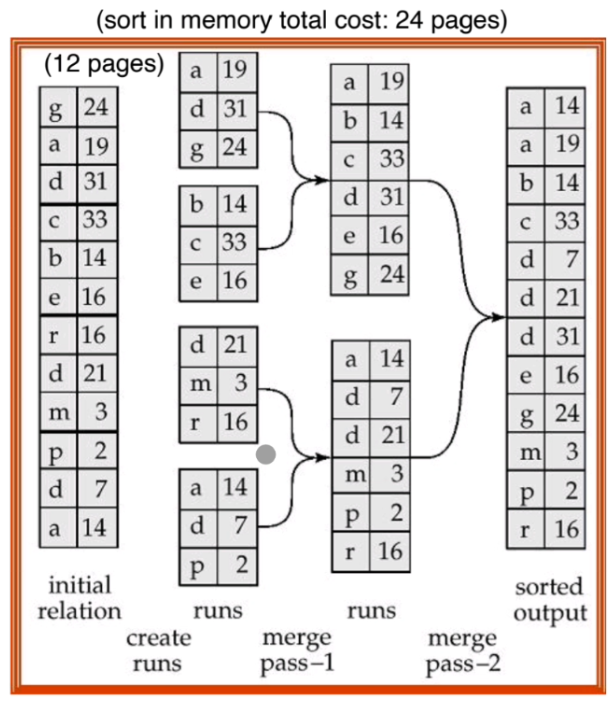 (sort in memory total cost: 24 pages)
(12 pages)
g 24
a 19
d 31
c 33
b 14
e 16
r 16
d 21
m 3
p 2
d 7
a 14
initial
relation
a 19
d 31
g 24
b 14
c 33
e 16
d 21
m 3
r 16
a 14
d 7
p 2
runs
create
runs
a 19
b 14
c 33
d 31
e 16
g 24
a 14
d 7
d 21
m 3
p 2
r 16
runs
merge
pass–1
a 14
a 19
b 14
c 33
d 7
d 21
d 31
e 16
g 24
m 3
p 2
r 16
sorted
output
merge
pass–2